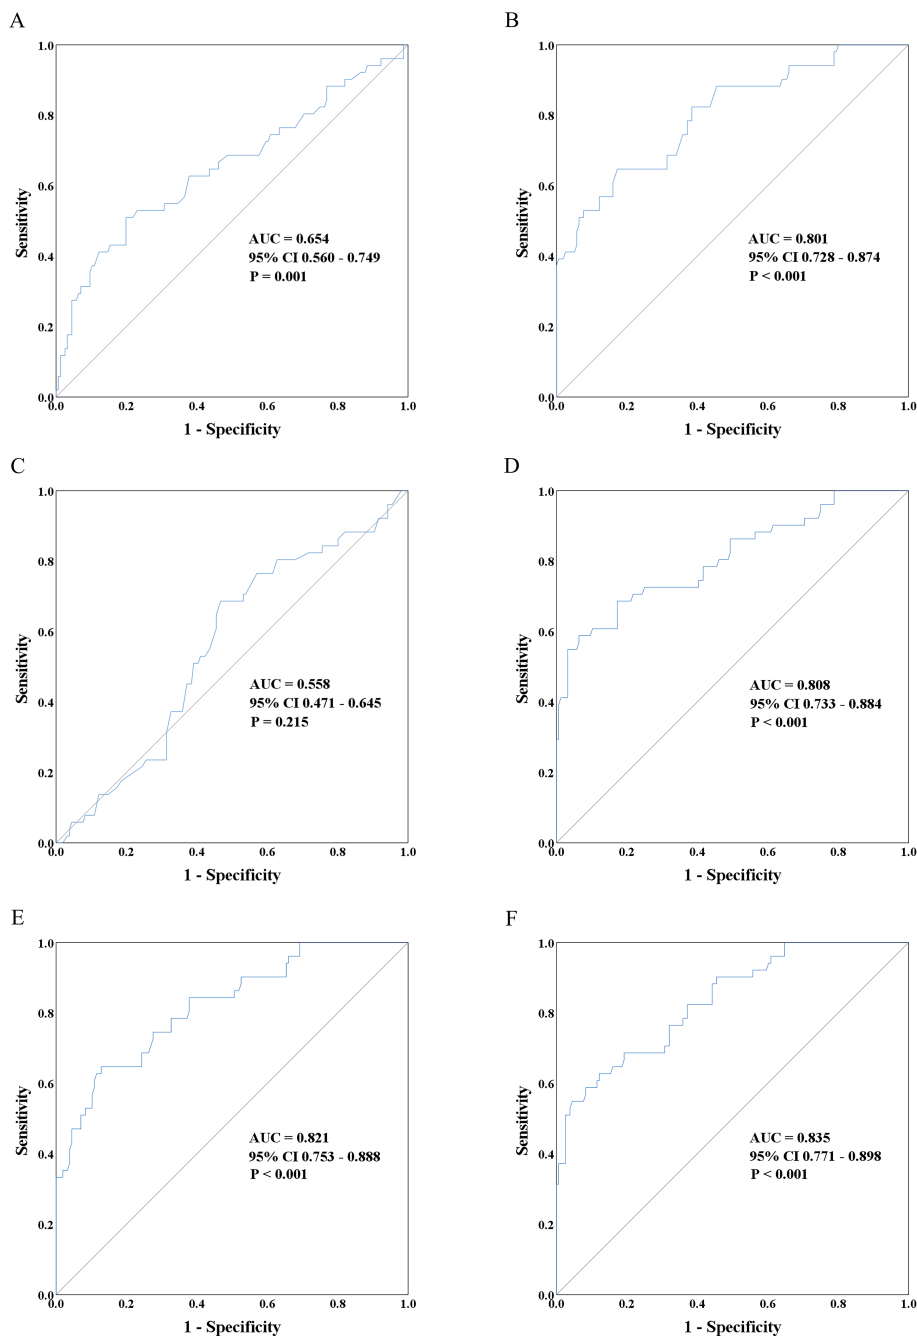 A
1.0
0.8
0.6
0.4
0.2
0.0
Sensitivity
AUC = 0.654
95% CI 0.560 - 0.749
P = 0.001
0.0 0.2 0.4 0.6 0.8 1.0
1 - Specificity
B
1.0
0.8
0.6
0.4
0.2
0.0
Sensitivity
AUC = 0.801
95% CI 0.728 - 0.874
P < 0.001
0.0 0.2 0.4 0.6 0.8 1.0
1 - Specificity
C
1.0
0.8
0.6
0.4
0.2
0.0
Sensitivity
AUC = 0.558
95% CI 0.471 - 0.645
P = 0.215
0.0 0.2 0.4 0.6 0.8 1.0
1 - Specificity
D
1.0
0.8
0.6
0.4
0.2
0.0
Sensitivity
AUC = 0.808
95% CI 0.733 - 0.884
P < 0.001
0.0 0.2 0.4 0.6 0.8 1.0
1 - Specificity
E
1.0
0.8
0.6
0.4
0.2
0.0
Sensitivity
AUC = 0.821
95% CI 0.753 - 0.888
P < 0.001
0.0 0.2 0.4 0.6 0.8 1.0
1 - Specificity
F
1.0
0.8
0.6
0.4
0.2
0.0
Sensitivity
AUC = 0.835
95% CI 0.771 - 0.898
P < 0.001
0.0 0.2 0.4 0.6 0.8 1.0
1 - Specificity